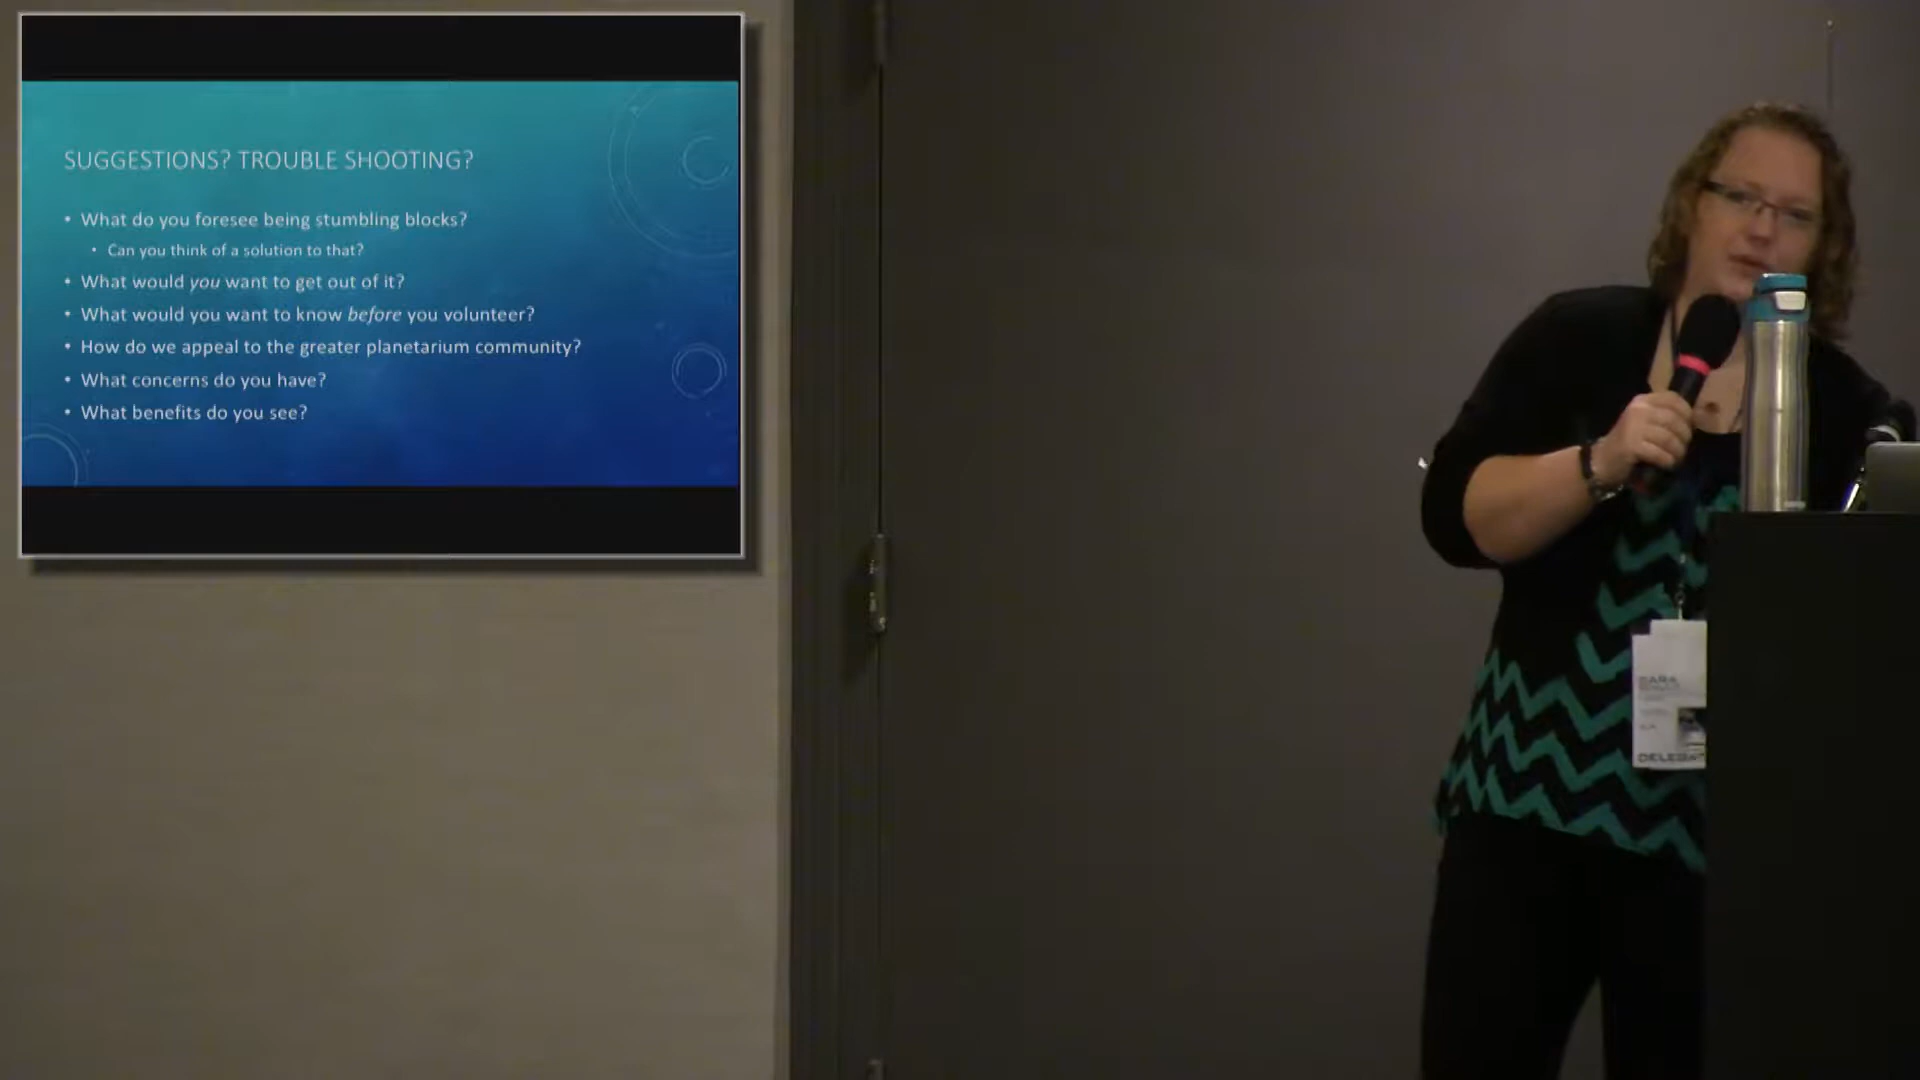 SUGGESTIONS? TROUBLE SHOOTING?
• What do you foresee being stumbling blocks?
• Can you think of a solution to that?
• What would you want to get out of it?
• What would you want to know before you volunteer?
• How do we appeal to the greater planetarium community?
• What concerns do you have?
• What benefits do you see?